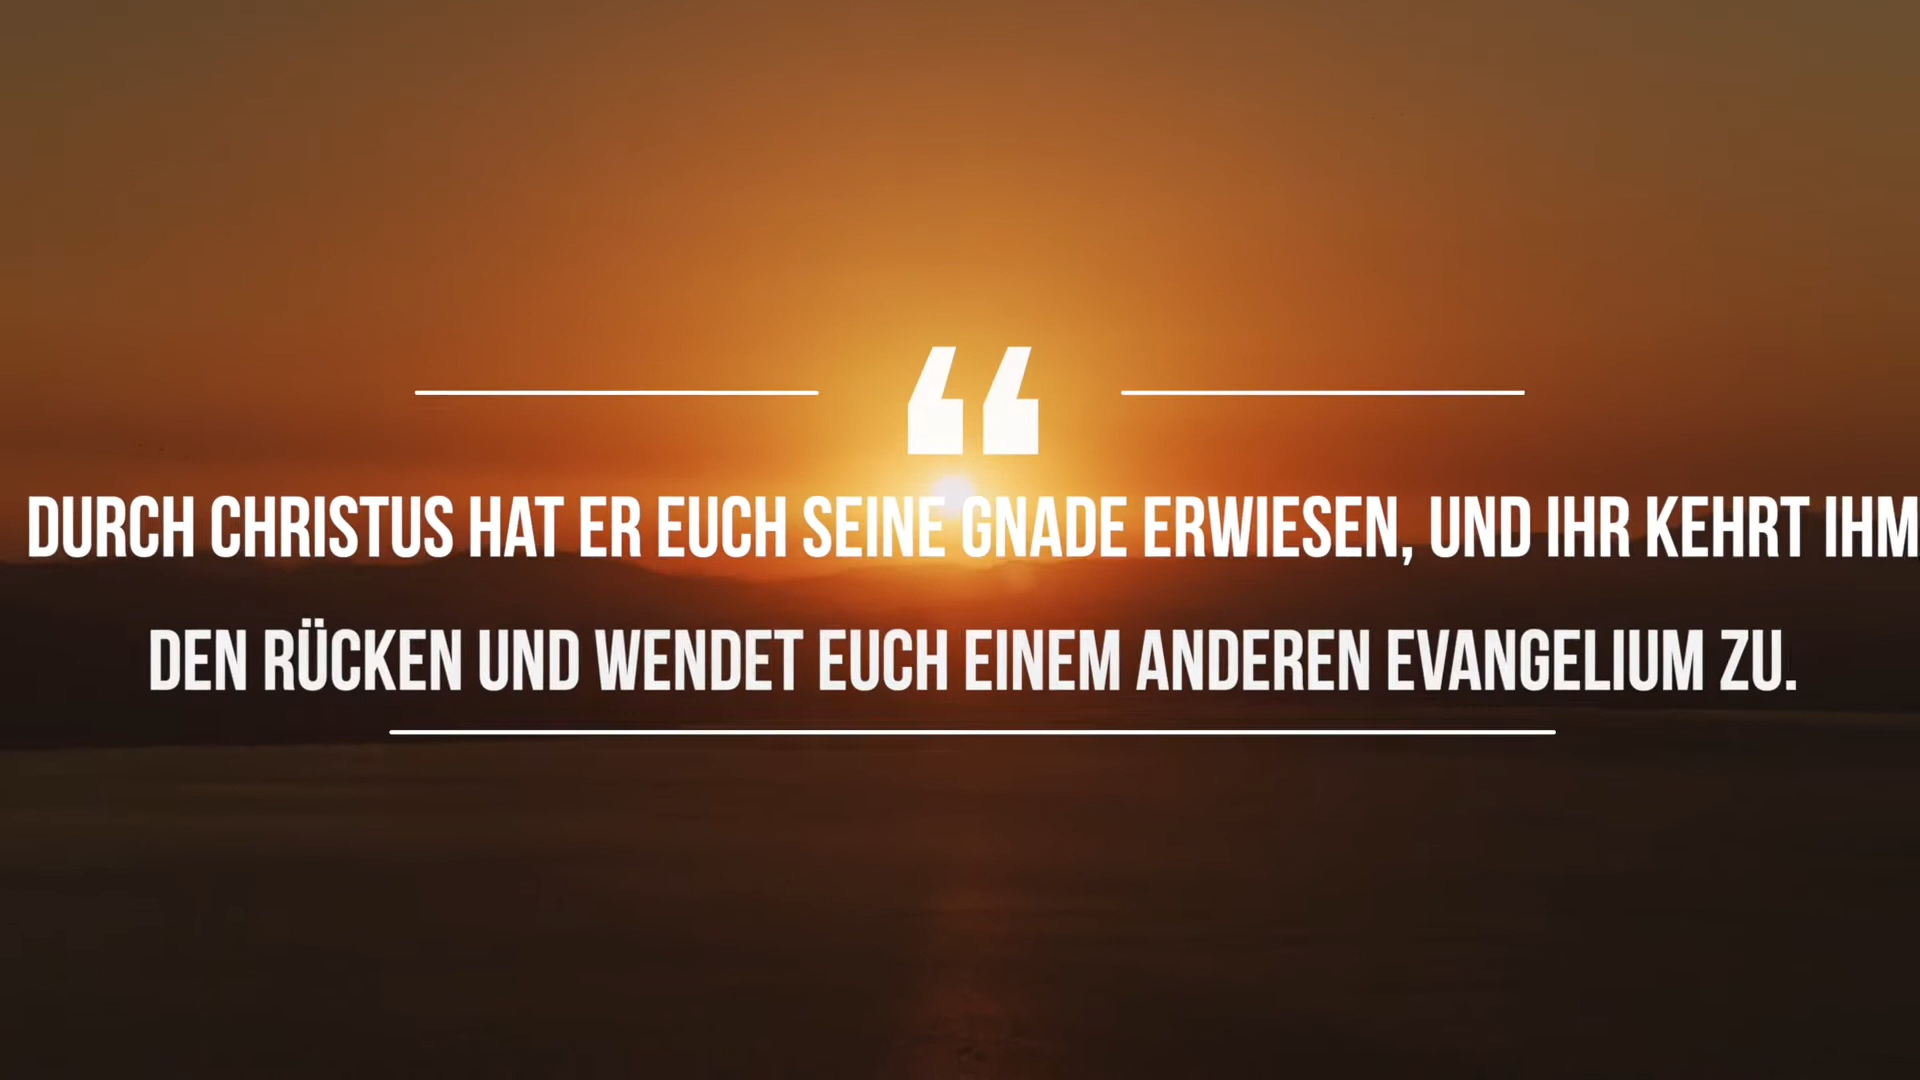 “
DURCH CHRISTUS HAT ER EUCH SEINE GNADE ERWIESEN, UND IHR KEHRT IHM
DEN RÜCKEN UND WENDET EUCH EINEM ANDEREN EVANGELIUM ZU.